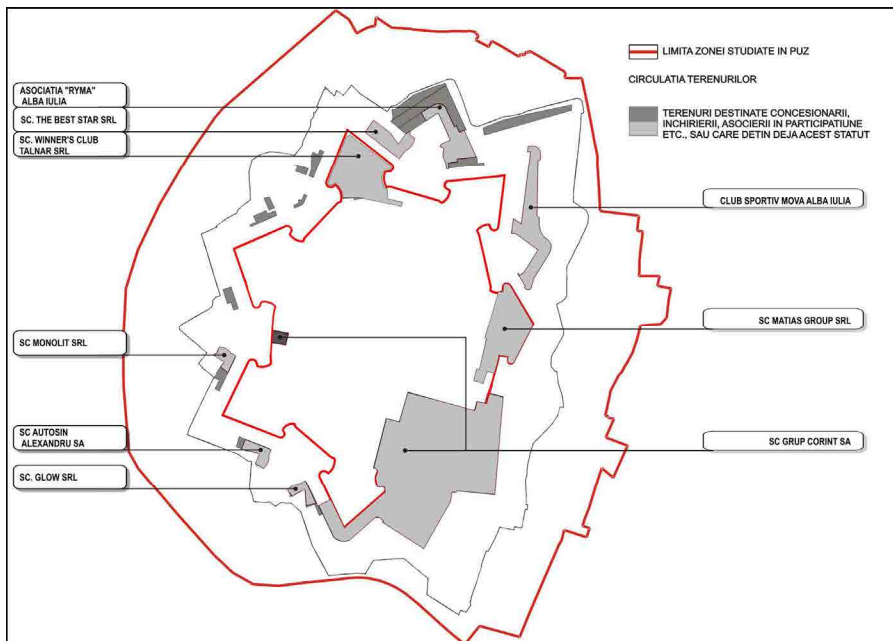 ASOCIATIA "RYMA"
ALBA IULIA
SC. THE BEST STAR SRL
SC. WINNER'S CLUB
TALNAR SRL
SC MONOLIT SRL
SC AUTOSIN
ALEXANDRU SA
SC. GLOW SRL
LIMITA ZONEI STUDIATE IN PUZ
CIRCULATIA TERENURILOR
TERENURI DESTINATE CONCESIONARII,
INCHIRIERII, ASOCIERII IN PARTICIPATIUNE
ETC., SAU CARE DETIN DEJA ACEST STATUT
CLUB SPORTIV MOVA ALBA IULIA
SC MATIAS GROUP SRL
SC GRUP CORINT SA